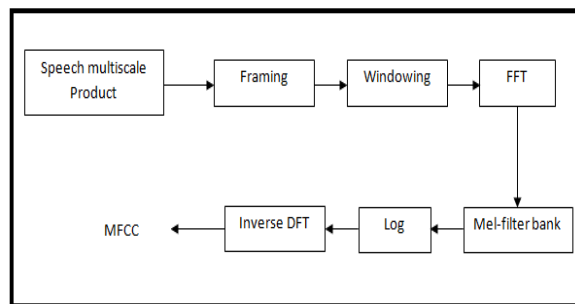 Speech multiscale
Product
Framing
Windowing
FFT
Mel-filter bank
Log
Inverse DFT
MFCC